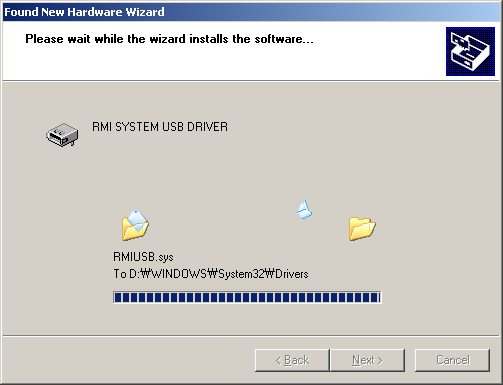 Found New Hardware Wizard
Please wait while the wizard installs the software...
RMI SYSTEM USB DRIVER
RMIUSB.sys
To D:₩WINDOWS₩System32₩Drivers
< Back Next > Cancel